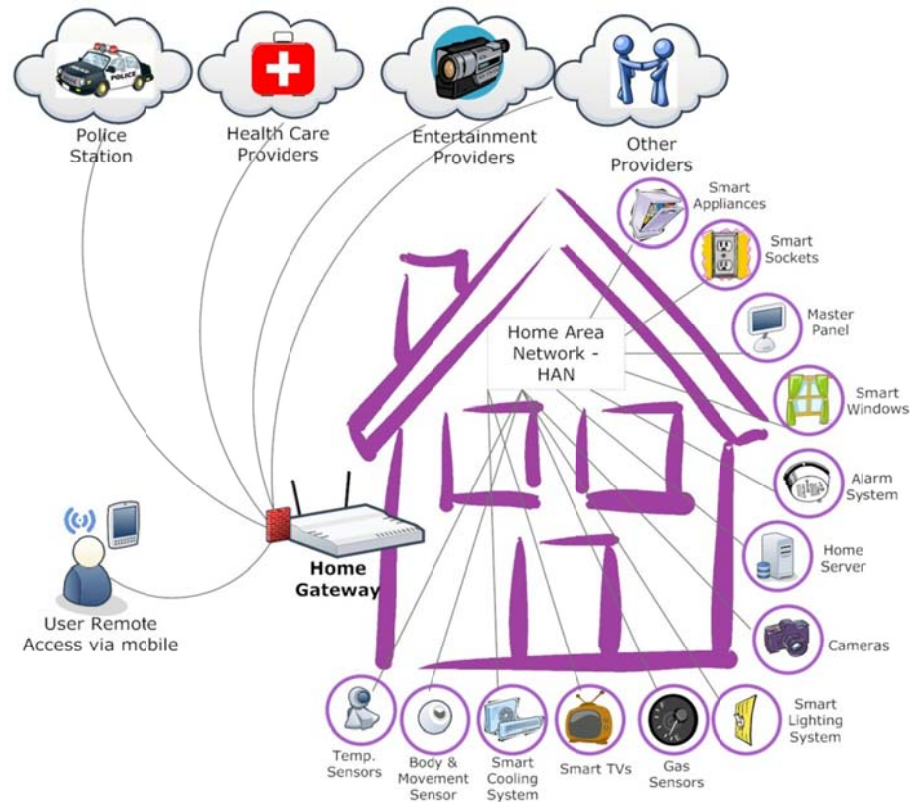 POLICE
Police
Station
Health Care
Providers
Entertainment
Providers
Other
Providers
Smart
Appliances
Smart
Sockets
Master
Panel
Smart
Windows
Alarm
System
Home
Server
Cameras
Smart
Lighting
System
Home Area
Network -
HAN
Home
Gateway
User Remote
Access via mobile
Temp.
Sensors
Body &
Movement
Sensor
Smart
Cooling
System
Smart TVs
Gas
Sensors